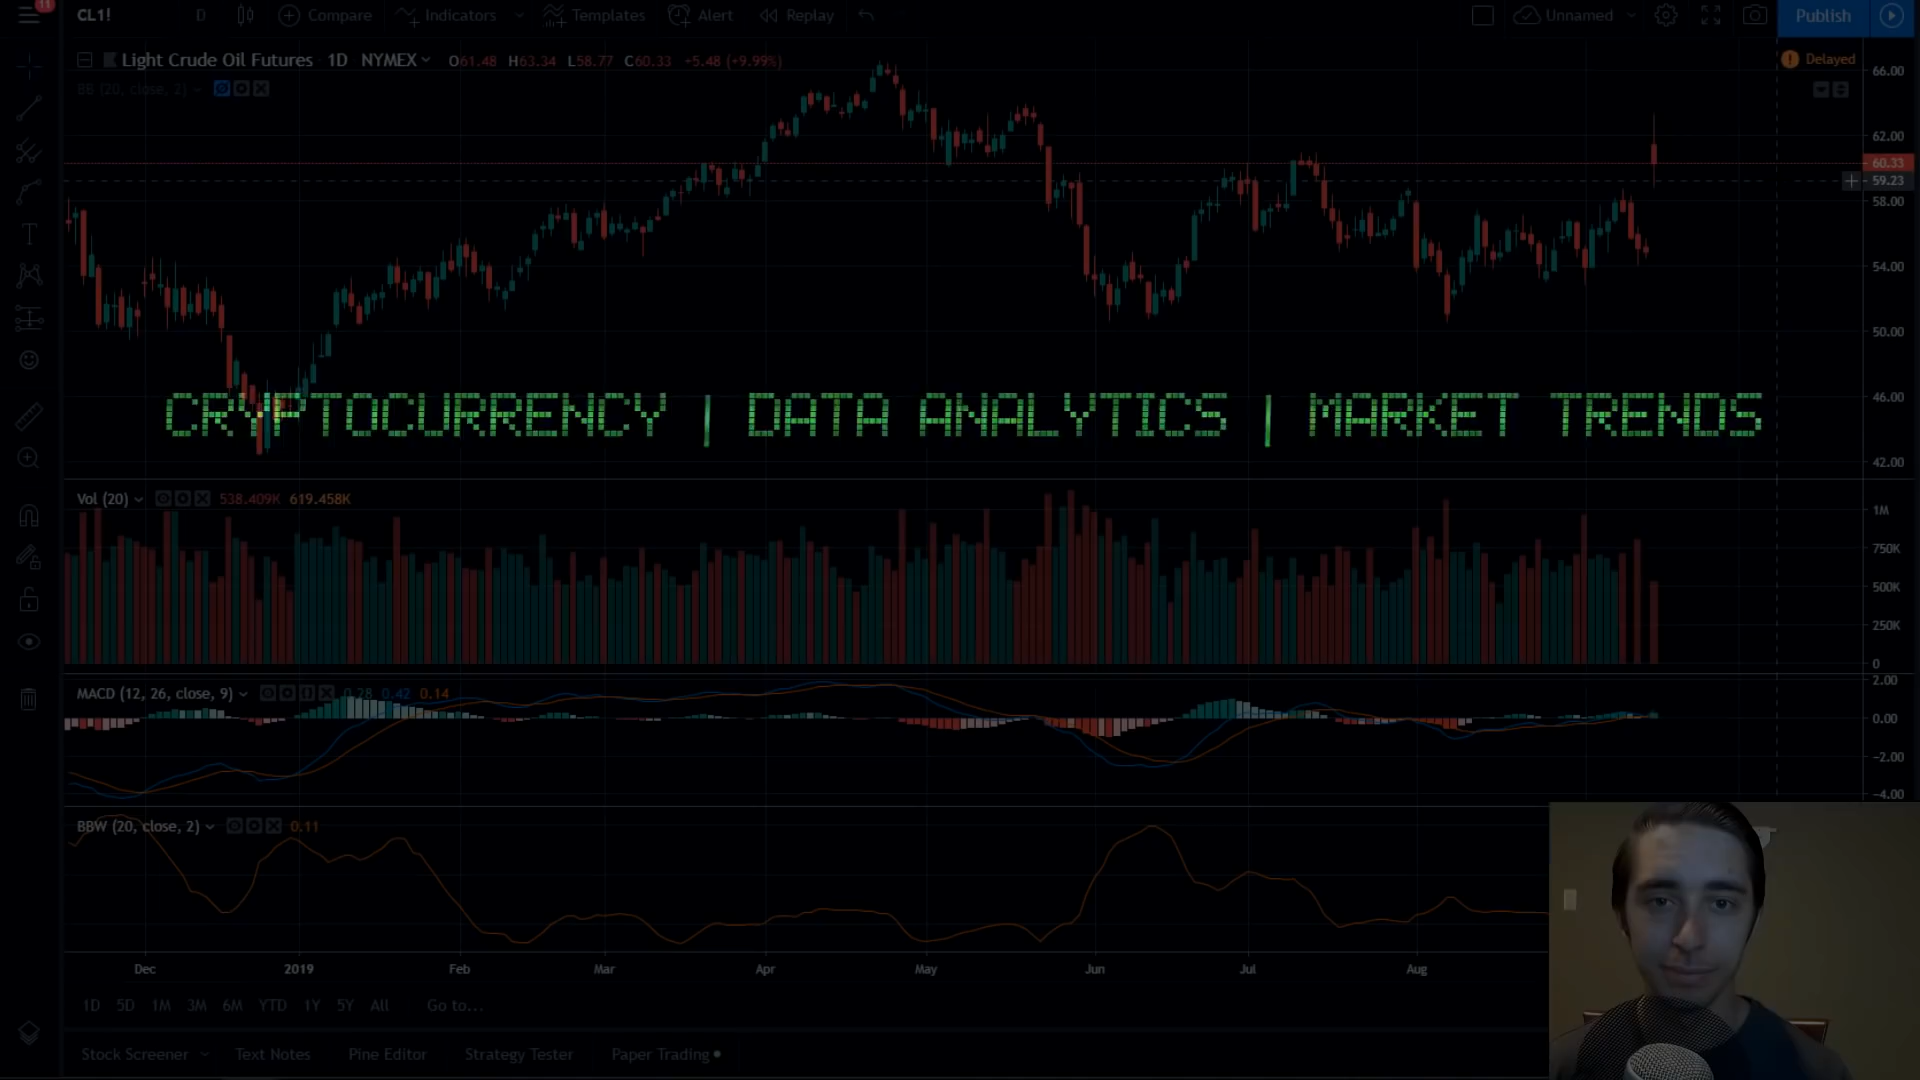 11
CL1!
D
Compare
Indicators
Templates
Alert
Replay
Unnamed
Publish
Light Crude Oil Futures · 1D · NYMEX
O61.48 H63.34 L58.77 C60.33 +5.48 (+9.99%)
Delayed
BB (20, close, 2)
66.00
62.00
60.33
59.23
58.00
54.00
50.00
46.00
42.00
CRYPTOCURRENCY | DATA ANALYTICS | MARKET TRENDS
Vol (20) 538.409K 619.458K
1M
750K
500K
250K
0
MACD (12, 26, close, 9) 0.28 0.42 0.14
2.00
0.00
-2.00
-4.00
BBW (20, close, 2) 0.11
Dec 2019 Feb Mar Apr May Jun Jul Aug
1D 5D 1M 3M 6M YTD 1Y 5Y All Go to...
Stock Screener Text Notes Pine Editor Strategy Tester Paper Trading